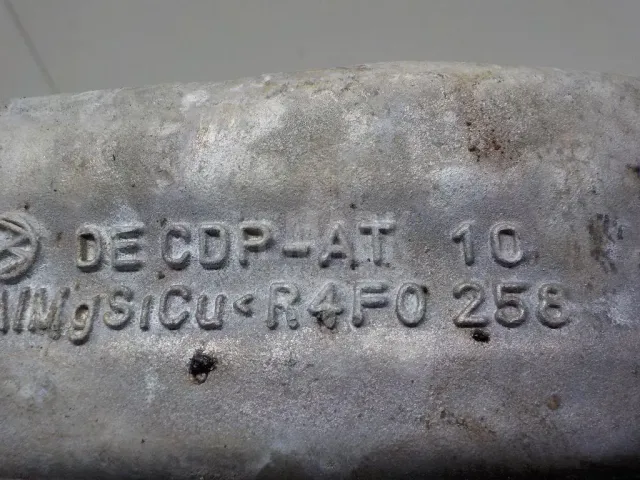 DE CDP-AT 10
AlMgSiCu< R4F0 258